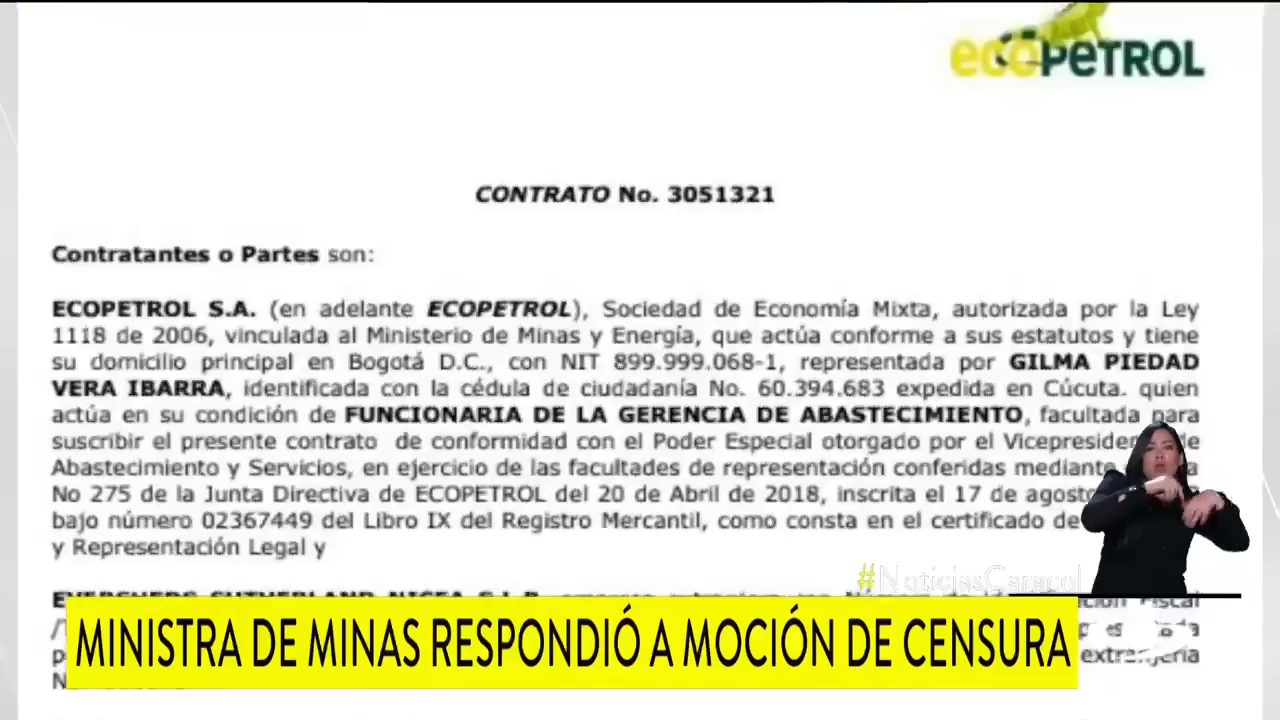 ecoPETROL
CONTRATO No. 3051321
Contratantes o Partes son:
ECOPETROL S.A. (en adelante ECOPETROL), Sociedad de Economía Mixta, autorizada por la Ley
1118 de 2006, vinculada al Ministerio de Minas y Energía, que actúa conforme a sus estatutos y tiene
su domicilio principal en Bogotá D.C., con NIT 899.999.068-1, representada por GILMA PIEDAD
VERA IBARRA, identificada con la cédula de ciudadanía No. 60.394.683 expedida en Cúcuta. quien
actúa en su condición de FUNCIONARIA DE LA GERENCIA DE ABASTECIMIENTO, facultada para
suscribir el presente contrato de conformidad con el Poder Especial otorgado por el
Abastecimiento y Servicios, en ejercicio de las facultades de representación conferidas
No 275 de la Junta Directiva de ECOPETROL del 20 de Abril de 2018, inscrita el 17 de agosto
bajo número 02367449 del Libro IX del Registro Mercantil, como consta en el certificado de
y Representación Legal y
#NoticiasCaracol
Fiscal
MINISTRA DE MINAS RESPONDIÓ A MOCIÓN DE CENSURA
extranjería